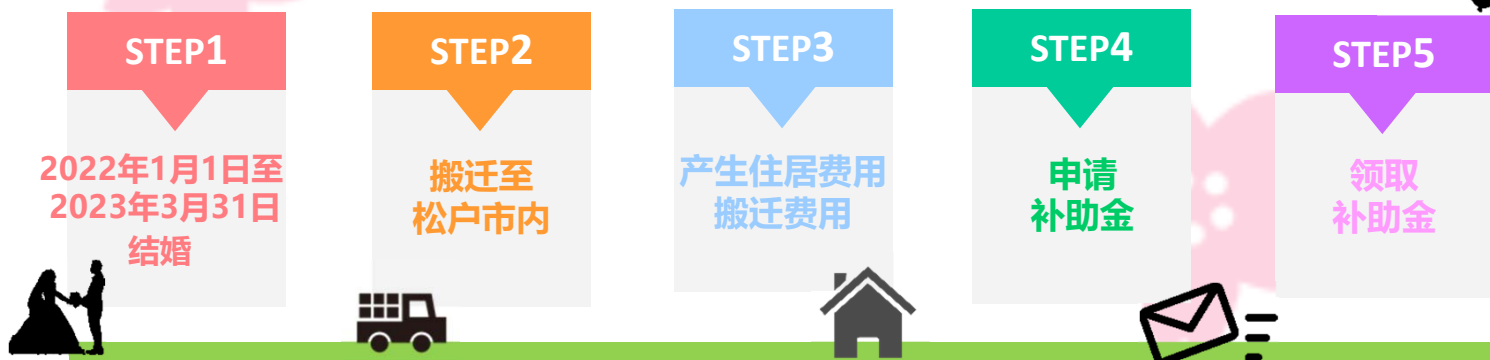 STEP1
2022年1月1日至
2023年3月31日
结婚
STEP2
搬迁至
松户市内
STEP3
产生住居费用
搬迁费用
STEP4
申请
补助金
STEP5
领取
补助金